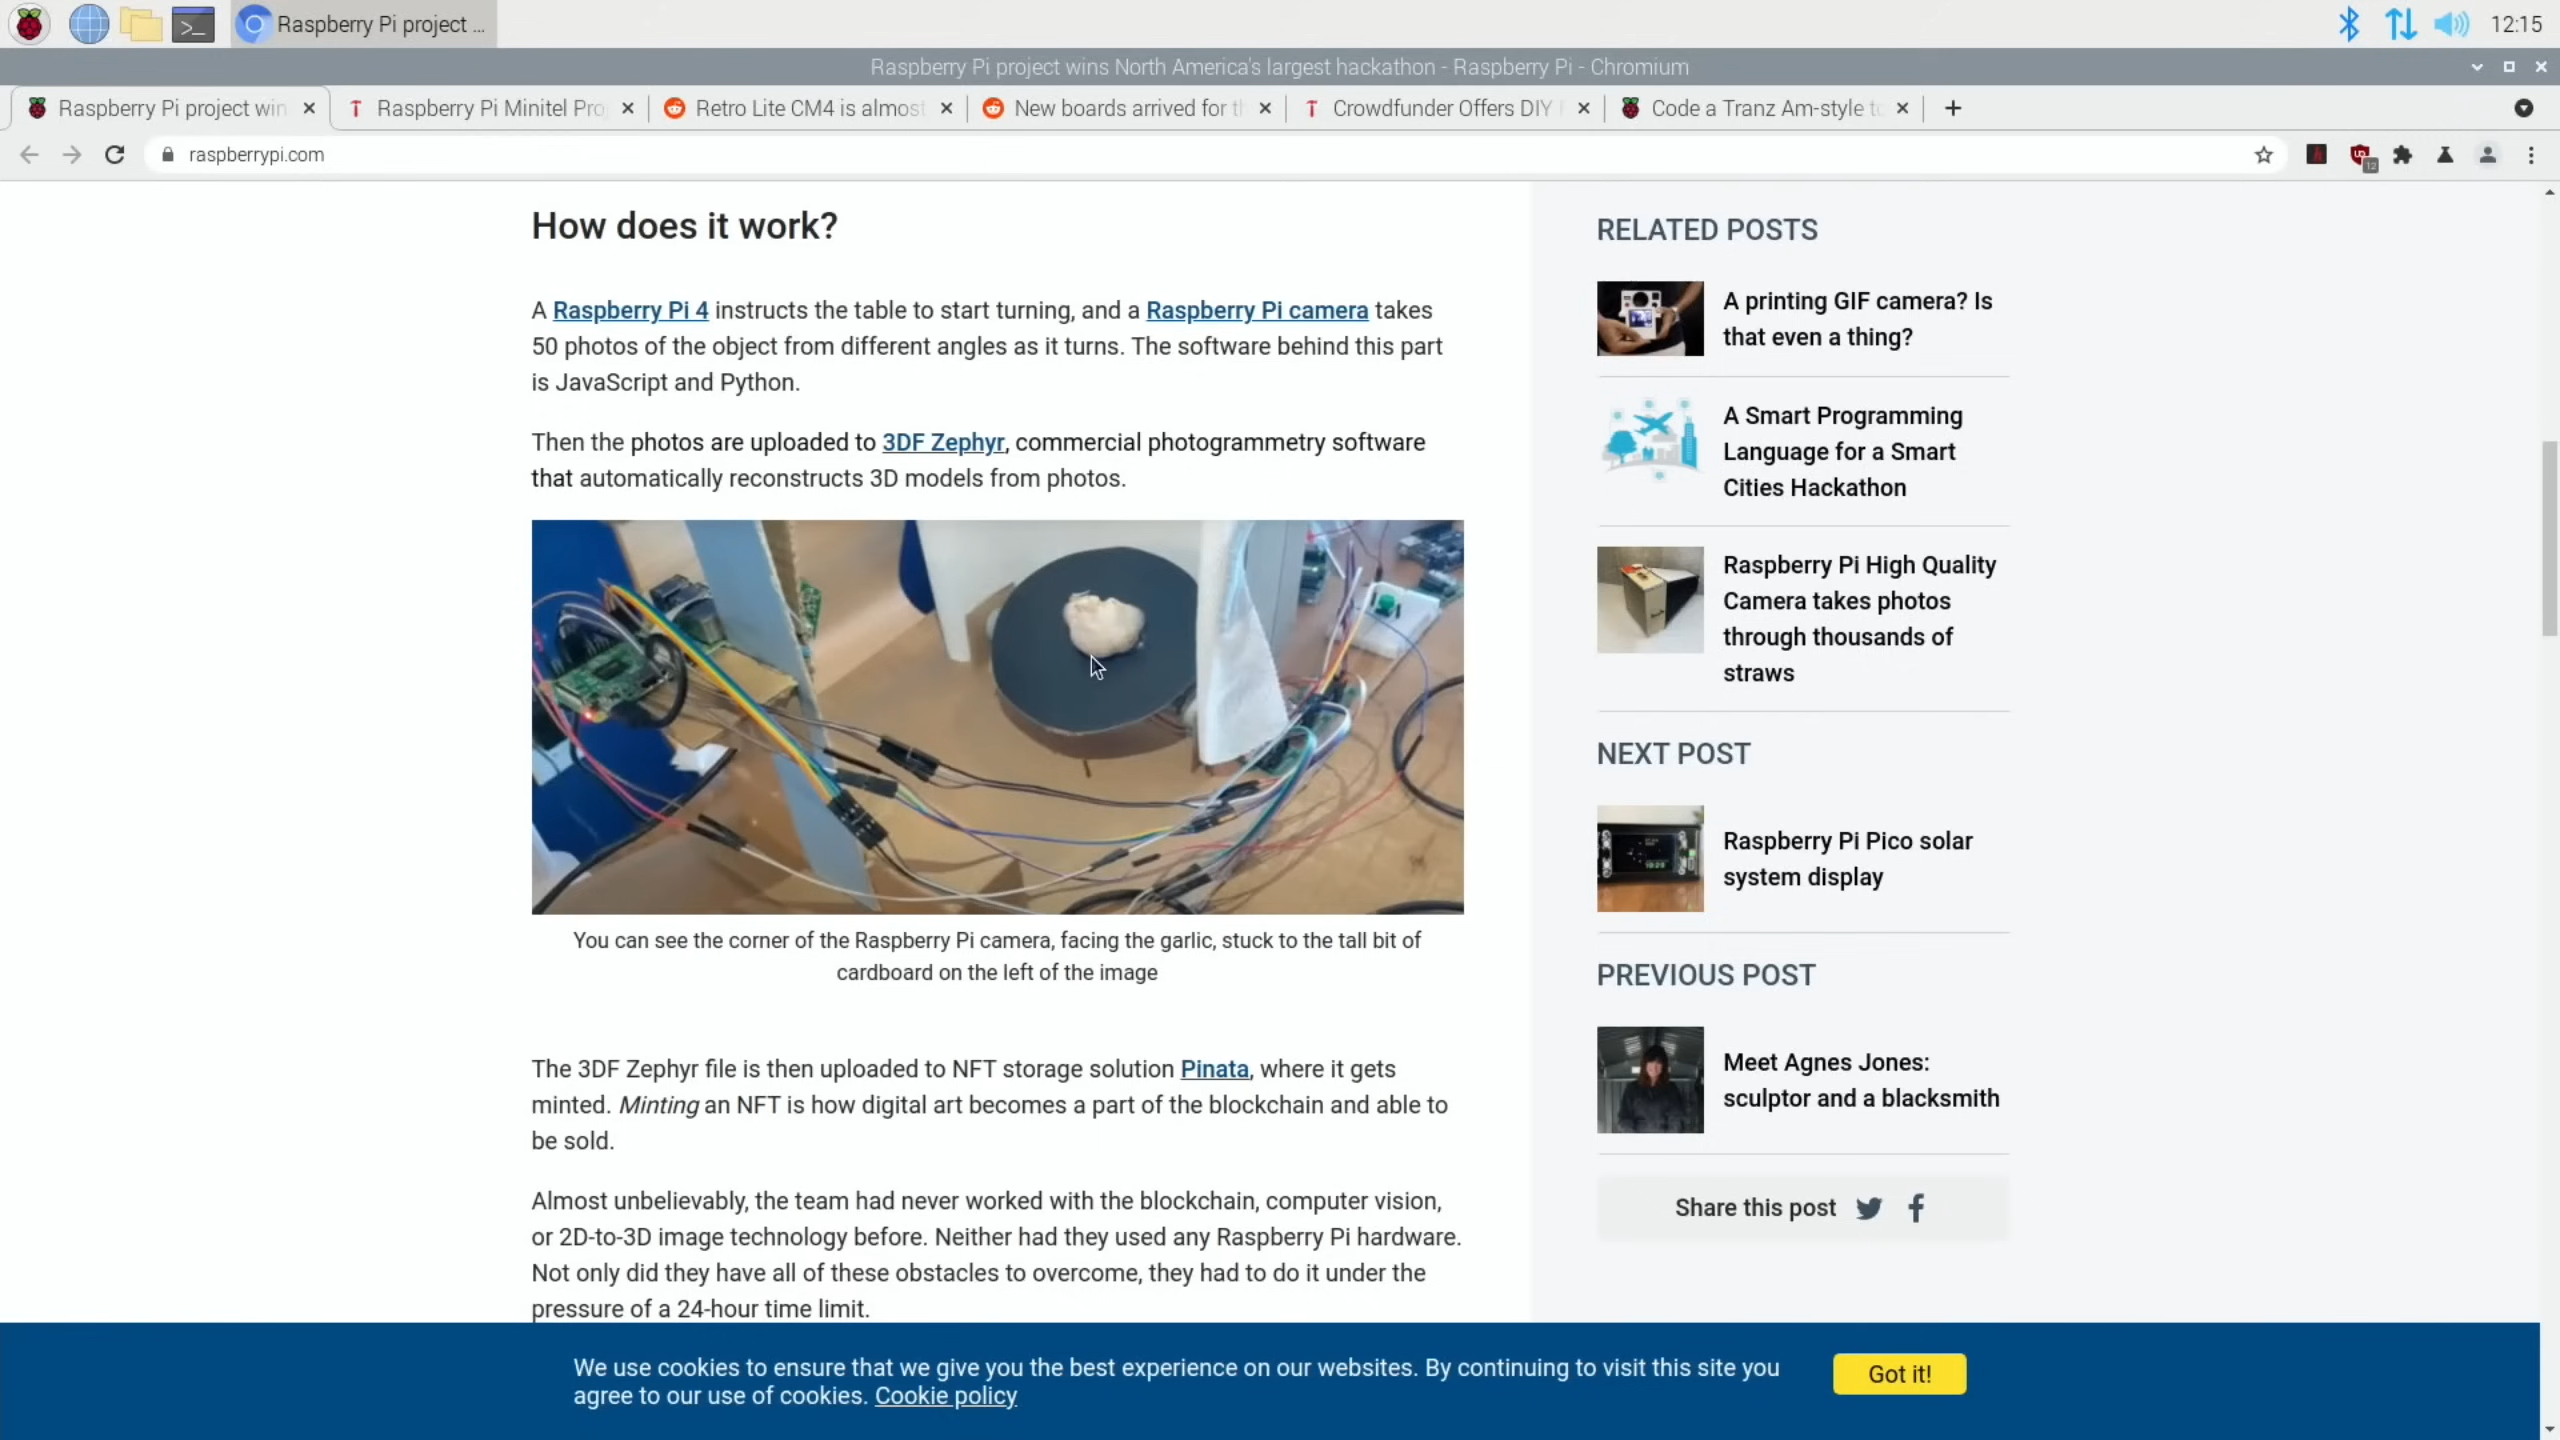 Raspberry Pi project ...
12:15
Raspberry Pi project wins North America's largest hackathon - Raspberry Pi - Chromium
Raspberry Pi project win
Raspberry Pi Minitel Pro
Retro Lite CM4 is almost
New boards arrived for th
Crowdfunder Offers DIY
Code a Tranz Am-style to
raspberrypi.com
12
How does it work?
A Raspberry Pi 4 instructs the table to start turning, and a Raspberry Pi camera takes
50 photos of the object from different angles as it turns. The software behind this part
is JavaScript and Python.
Then the photos are uploaded to 3DF Zephyr, commercial photogrammetry software
that automatically reconstructs 3D models from photos.
You can see the corner of the Raspberry Pi camera, facing the garlic, stuck to the tall bit of
cardboard on the left of the image
The 3DF Zephyr file is then uploaded to NFT storage solution Pinata, where it gets
minted. Minting an NFT is how digital art becomes a part of the blockchain and able to
be sold.
Almost unbelievably, the team had never worked with the blockchain, computer vision,
or 2D-to-3D image technology before. Neither had they used any Raspberry Pi hardware.
Not only did they have all of these obstacles to overcome, they had to do it under the
pressure of a 24-hour time limit.
RELATED POSTS
A printing GIF camera? Is
that even a thing?
A Smart Programming
Language for a Smart
Cities Hackathon
Raspberry Pi High Quality
Camera takes photos
through thousands of
straws
NEXT POST
Raspberry Pi Pico solar
system display
PREVIOUS POST
Meet Agnes Jones:
sculptor and a blacksmith
Share this post
We use cookies to ensure that we give you the best experience on our websites. By continuing to visit this site you
agree to our use of cookies. Cookie policy
Got it!